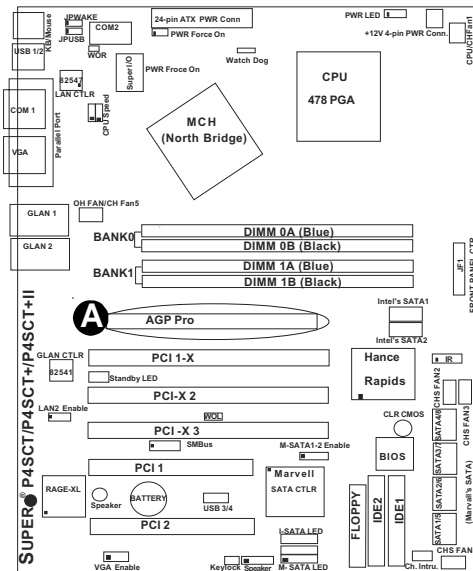 KB/Mouse
JPWAKE
JPUSB
COM2
24-pin ATX PWR Conn
PWR Force On
PWR LED
+12V 4-pin PWR Conn.
CPU/CHFan1
USB 1/2
WOR
Super I/O
PWR Froce On
Watch Dog
82547
LAN CTLR
CPU Speed
CPU
478 PGA
COM 1
Parallel Port
VGA
MCH
(North Bridge)
GLAN 1
OH FAN/CH Fan5
GLAN 2
BANK0
DIMM 0A (Blue)
DIMM 0B (Black)
BANK1
DIMM 1A (Blue)
DIMM 1B (Black)
JF1
FRONT PANEL CTR
A
AGP Pro
Intel's SATA1
Intel's SATA2
GLAN CTLR
82541
PCI 1-X
Standby LED
Hance
Rapids
IR
CHS FAN2
CHS FAN3
PCI-X 2
LAN2 Enable
WOL
CLR CMOS
PCI -X 3
SMBus
M-SATA1-2 Enable
BIOS
SATA4/8
SATA3/7
SATA2/6
SATA1/5
(Marvall's SATA)
PCI 1
Marvell
SATA CTLR
RAGE-XL
Speaker
BATTERY
USB 3/4
FLOPPY
IDE2
IDE1
PCI 2
I-SATA LED
VGA Enable
Keylock
Speaker
M- SATA LED
Ch. Intru.
CHS FAN
SUPER® P4SCT/P4SCT+/P4SCT+II